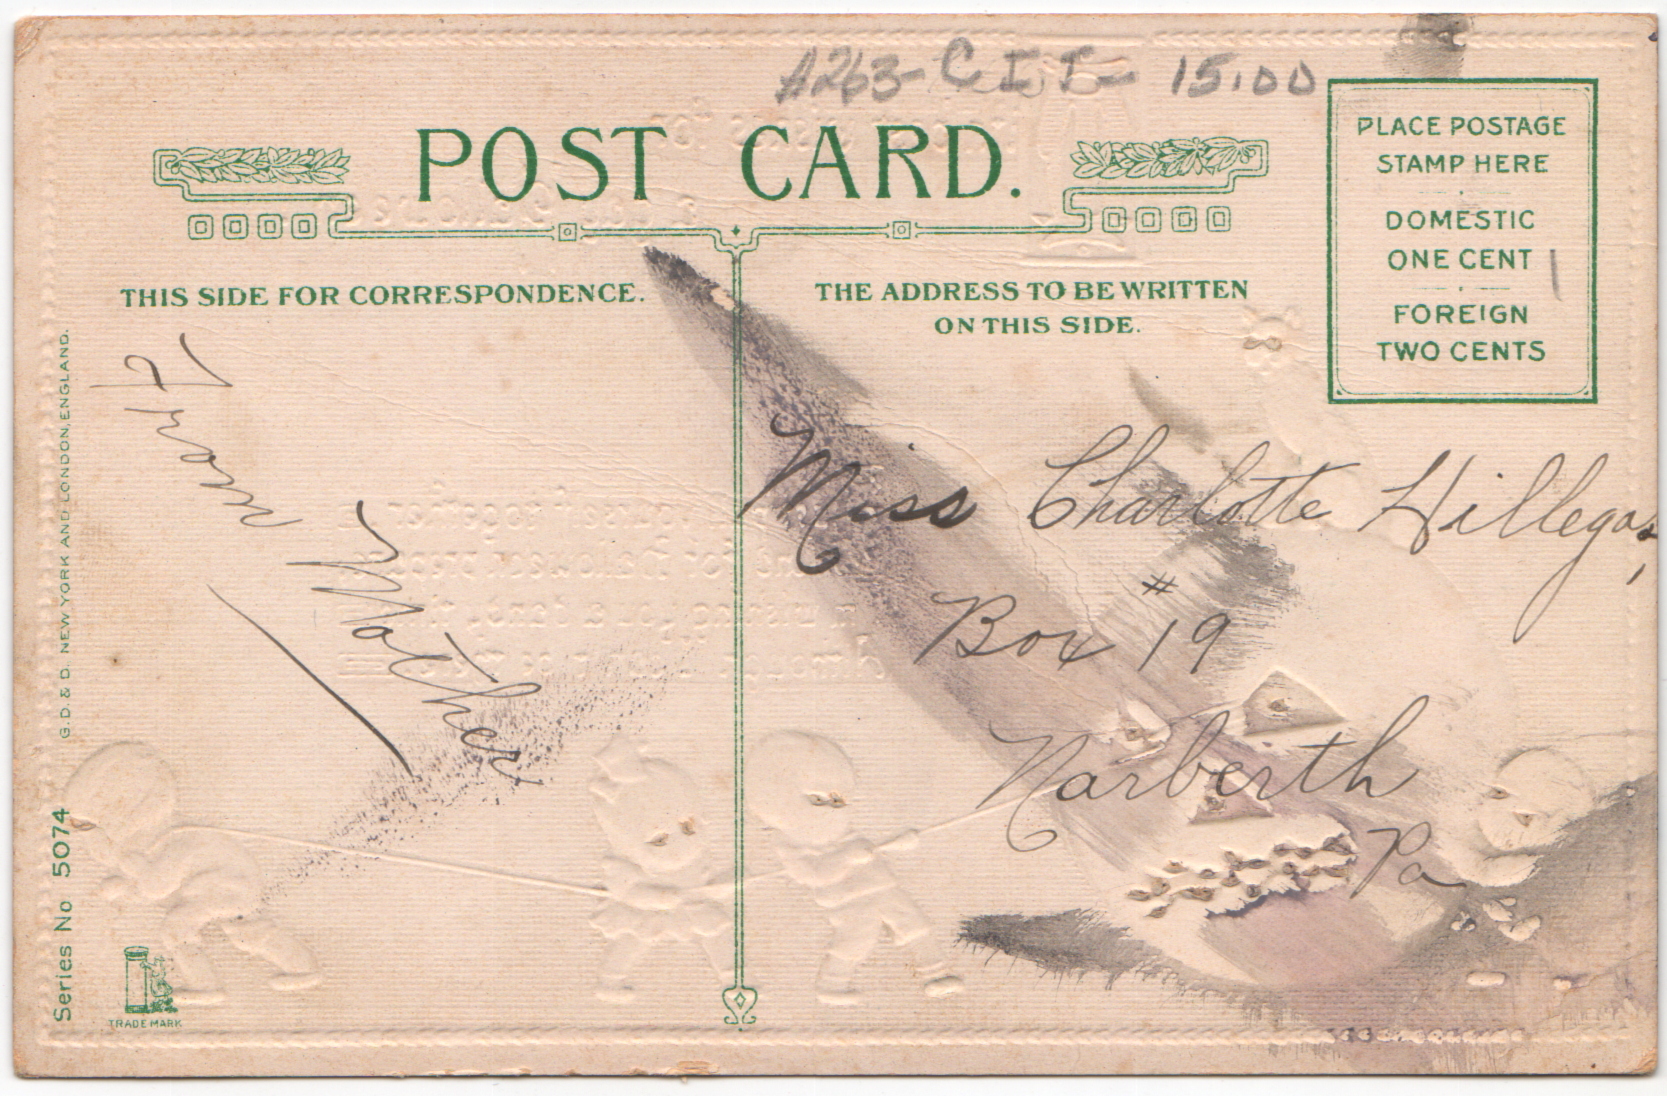 A263- C I I- 15.00
POST CARD.
PLACE POSTAGE
STAMP HERE
DOMESTIC
ONE CENT
FOREIGN
TWO CENTS
THIS SIDE FOR CORRESPONDENCE.
THE ADDRESS TO BE WRITTEN
ON THIS SIDE.
From
Mother
Miss Charlotte Hillegas,
Box # 19
Narberth
Pa
G.D. & D. NEW YORK AND LONDON, ENGLAND.
Series No 5074
TRADE MARK